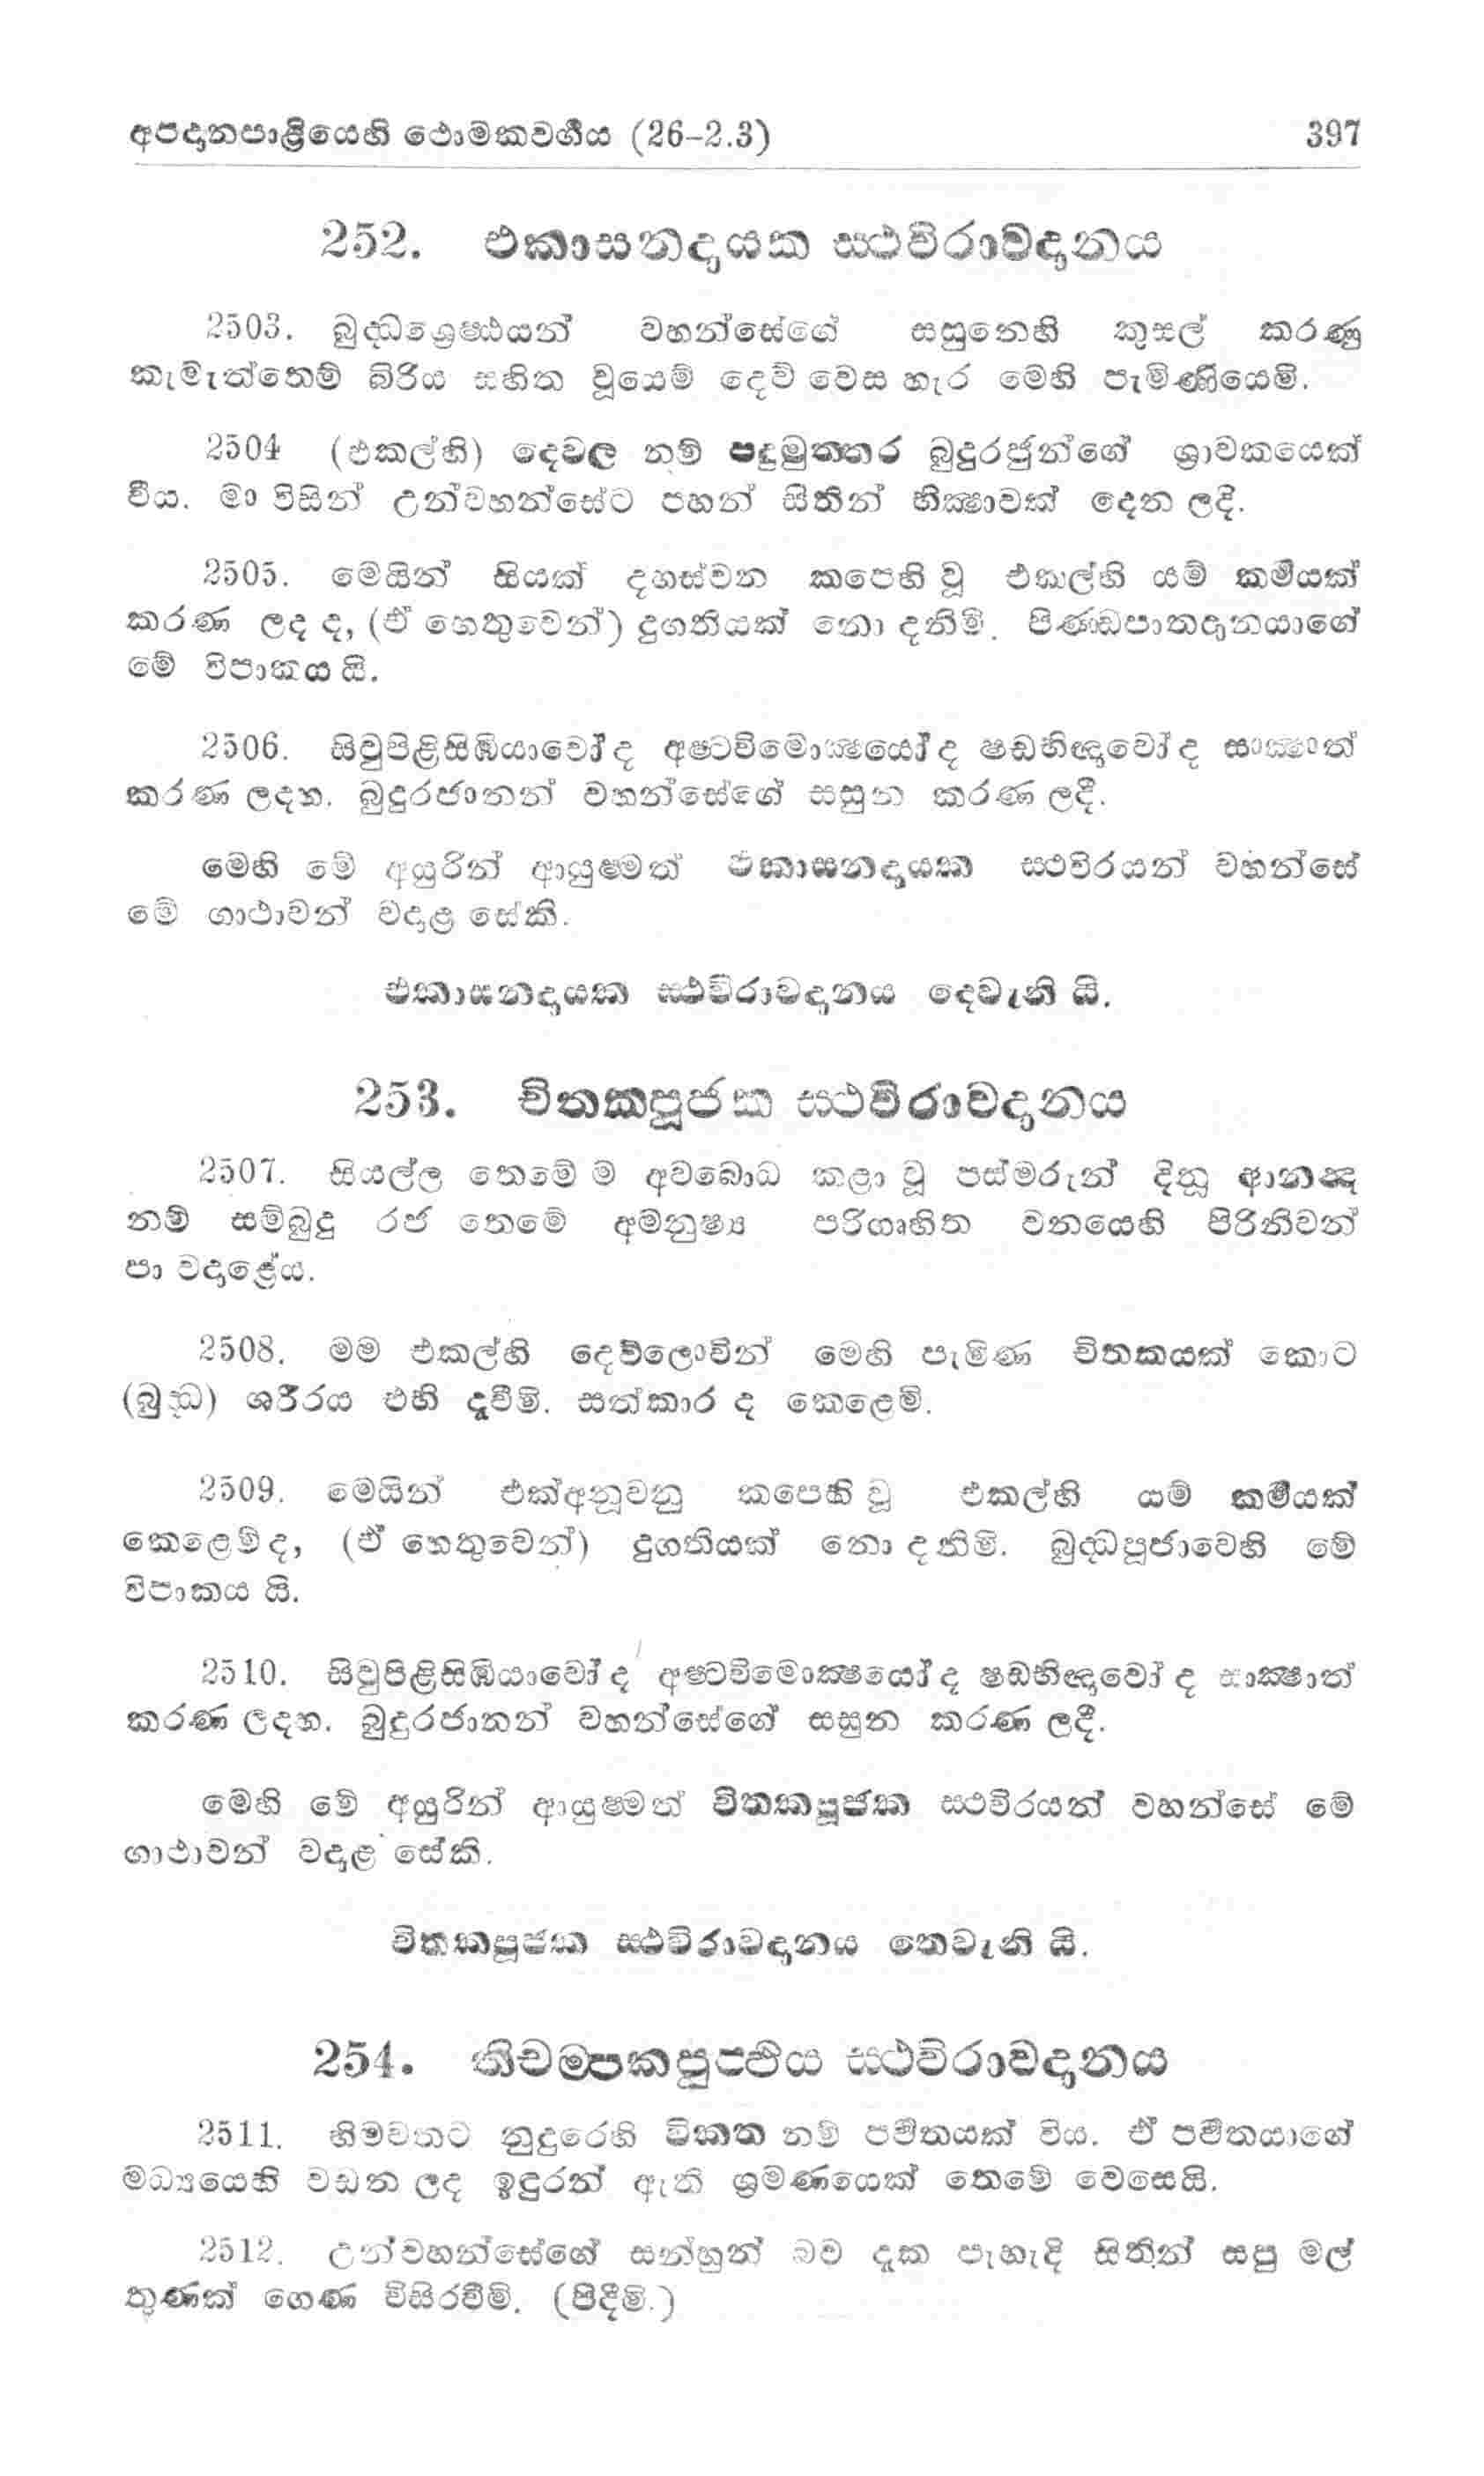 අපදානපාළියෙහි ථොමකවර්ගය (26-2.3) 397
252. එකාසනදායක ස්ථවිරාවදානය
2503. බුද්ධශ්‍රෙෂ්ඨයන් වහන්සේගේ සසුනෙහි කුසල් කරණු
කැමැත්තෙම් බිරිය සහිත වූයෙම් දෙව් වෙස හැර මෙහි පැමිණියෙමි.
2504 (එකල්හි) දෙවල නම් පදුමුත්තර බුදුරජුන්ගේ ශ්‍රාවකයෙක්
විය. මා විසින් උන්වහන්සේට පහන් සිතින් භික්‍ෂාවක් දෙන ලදි.
2505. මෙයින් සියක් දහස්වන කපෙහි වූ එකල්හි යම් කර්මයක්
කරණ ලද ද, (ඒ හෙතුවෙන්) දුගතියක් නො දනිමි. පිණ්ඩපාතදානයාගේ
මේ විපාකය යි.
2506. සිවුපිළිසිඹියාවෝ ද අෂ්ටවිමොක්‍ෂයෝ ද ෂඩභිඥාවෝ ද සාක්‍ෂාත්
කරණ ලදහ. බුදුරජානන් වහන්සේගේ සසුන කරණ ලදී.
මෙහි මේ අයුරින් ආයුෂ්මත් එකාසනදායක ස්ථවිරයන් වහන්සේ
මේ ගාථාවන් වදාළ සේකි.
එකාසනදායක ස්ථවිරාවදානය දෙවැනි යි.
253. චිතකපූජක ස්ථවිරාවදානය
2507. සියල්ල තෙමේ ම අවබොධ කළා වූ පස්මරුන් දිනූ ආනන්‍ද
නම් සම්බුදු රජ තෙමේ අමනුෂ්‍ය පරිගෘහිත වනයෙහි පිරිනිවන්
පා වදාළේය.
2508. මම එකල්හි දෙව්ලොවින් මෙහි පැමිණ චිතකයක් කොට
(බුද්ධ) ශරීරය එහි දැවීමි. සත්කාර ද කෙළෙමි.
2509. මෙයින් එක්අනූවනු කපෙහි වූ එකල්හි යම් කර්මයක්
කෙළෙම් ද, (ඒ හෙතුවෙන්) දුගතියක් නො දනිමි. බුද්ධපූජාවෙහි මේ
විපාකය යි.
2510. සිවුපිළිසිඹියාවෝ ද අෂ්ටවිමොක්‍ෂයෝ ද ෂඩභිඥාවෝ ද සාක්‍ෂාත්
කරණ ලදහ. බුදුරජානන් වහන්සේගේ සසුන කරණ ලදී.
මෙහි මේ අයුරින් ආයුෂ්මත් චිතකපූජක ස්ථවිරයන් වහන්සේ මේ
ගාථාවන් වදාළ සේකි.
චිතකපූජක ස්ථවිරාවදානය තෙවැනි යි.
254. තිචම්පකපුප්ඵිය ස්ථවිරාවදානය
2511. හිමවතට නුදුරෙහි විකත නම් පර්වතයක් විය. ඒ පර්වතයාගේ
මධ්‍යයෙහි වඩන ලද ඉඳුරන් ඇති ශ්‍රමණයෙක් තෙමේ වෙසෙයි.
2512. උන්වහන්සේගේ සන්හුන් බව දැක පැහැදි සිතින් සපු මල්
තුණක් ගෙණ විසිරවීමි. (පිදීමි.)